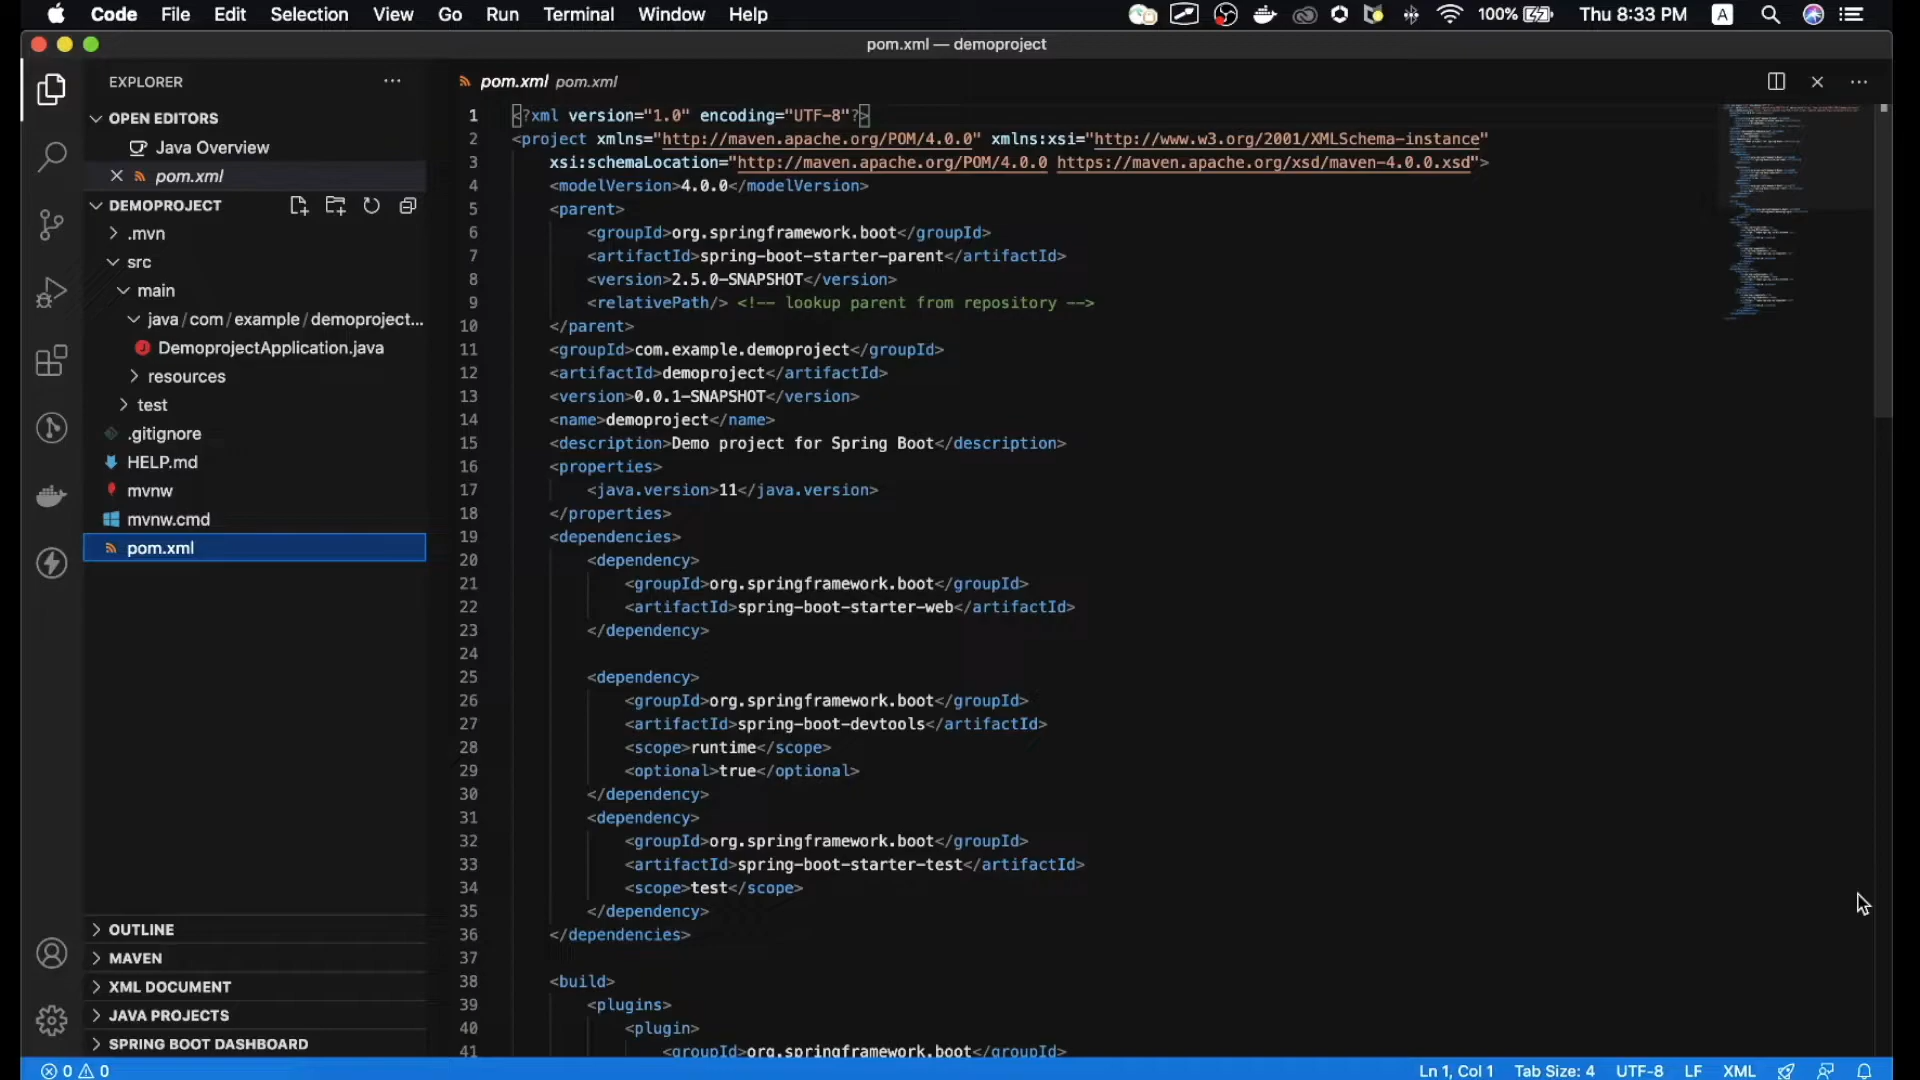 Code File Edit Selection View Go Run Terminal Window Help
100% Thu 8:33 PM A
pom.xml — demoproject
EXPLORER
OPEN EDITORS
Java Overview
pom.xml
DEMOPROJECT
.mvn
src
main
java/com/example/demoproject...
DemoprojectApplication.java
resources
test
.gitignore
HELP.md
mvnw
mvnw.cmd
pom.xml
OUTLINE
MAVEN
XML DOCUMENT
JAVA PROJECTS
SPRING BOOT DASHBOARD
pom.xml pom.xml
1 <?xml version="1.0" encoding="UTF-8"?>
2 <project xmlns="http://maven.apache.org/POM/4.0.0" xmlns:xsi="http://www.w3.org/2001/XMLSchema-instance"
3 xsi:schemaLocation="http://maven.apache.org/POM/4.0.0 https://maven.apache.org/xsd/maven-4.0.0.xsd">
4 <modelVersion>4.0.0</modelVersion>
5 <parent>
6 <groupId>org.springframework.boot</groupId>
7 <artifactId>spring-boot-starter-parent</artifactId>
8 <version>2.5.0-SNAPSHOT</version>
9 <relativePath/> <!-- lookup parent from repository -->
10 </parent>
11 <groupId>com.example.demoproject</groupId>
12 <artifactId>demoproject</artifactId>
13 <version>0.0.1-SNAPSHOT</version>
14 <name>demoproject</name>
15 <description>Demo project for Spring Boot</description>
16 <properties>
17 <java.version>11</java.version>
18 </properties>
19 <dependencies>
20 <dependency>
21 <groupId>org.springframework.boot</groupId>
22 <artifactId>spring-boot-starter-web</artifactId>
23 </dependency>
24
25 <dependency>
26 <groupId>org.springframework.boot</groupId>
27 <artifactId>spring-boot-devtools</artifactId>
28 <scope>runtime</scope>
29 <optional>true</optional>
30 </dependency>
31 <dependency>
32 <groupId>org.springframework.boot</groupId>
33 <artifactId>spring-boot-starter-test</artifactId>
34 <scope>test</scope>
35 </dependency>
36 </dependencies>
37
38 <build>
39 <plugins>
40 <plugin>
41 <groupId>org.springframework.boot</groupId>
0 0 Ln 1, Col 1 Tab Size: 4 UTF-8 LF XML